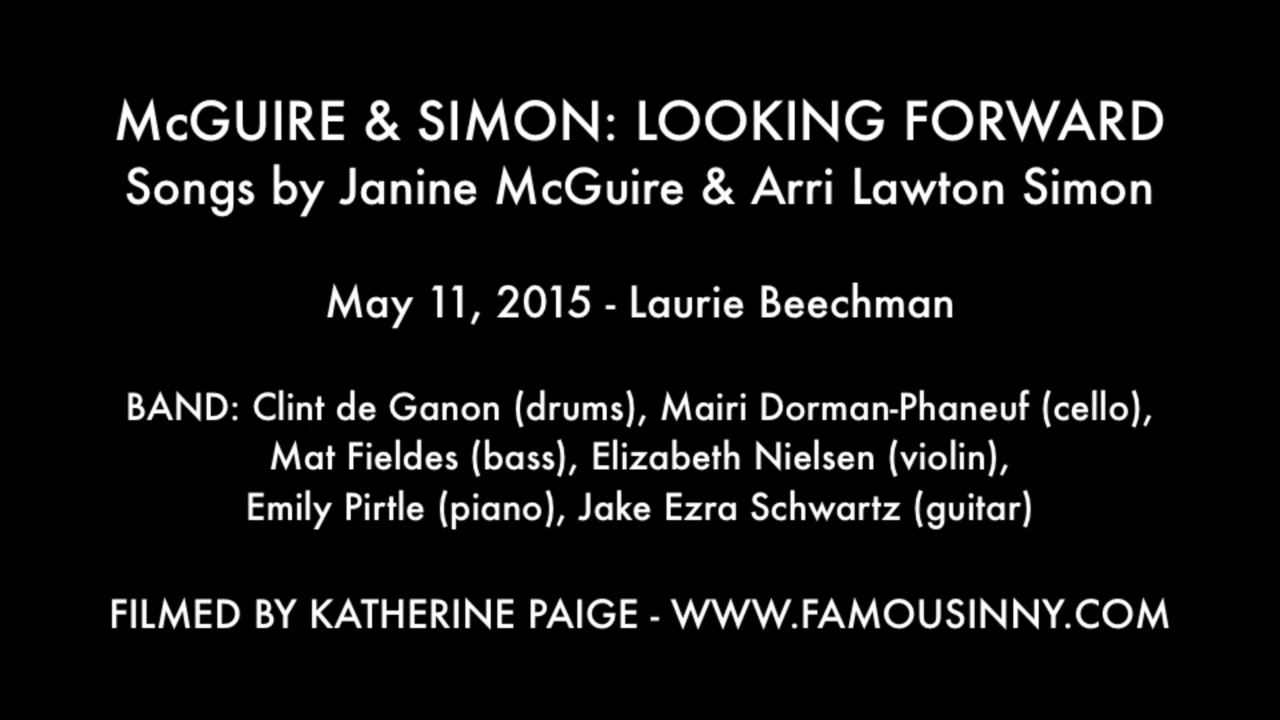 McGUIRE & SIMON: LOOKING FORWARD
Songs by Janine McGuire & Arri Lawton Simon
May 11, 2015 - Laurie Beechman
BAND: Clint de Ganon (drums), Mairi Dorman-Phaneuf (cello),
Mat Fieldes (bass), Elizabeth Nielsen (violin),
Emily Pirtle (piano), Jake Ezra Schwartz (guitar)
FILMED BY KATHERINE PAIGE - WWW.FAMOUSINNY.COM